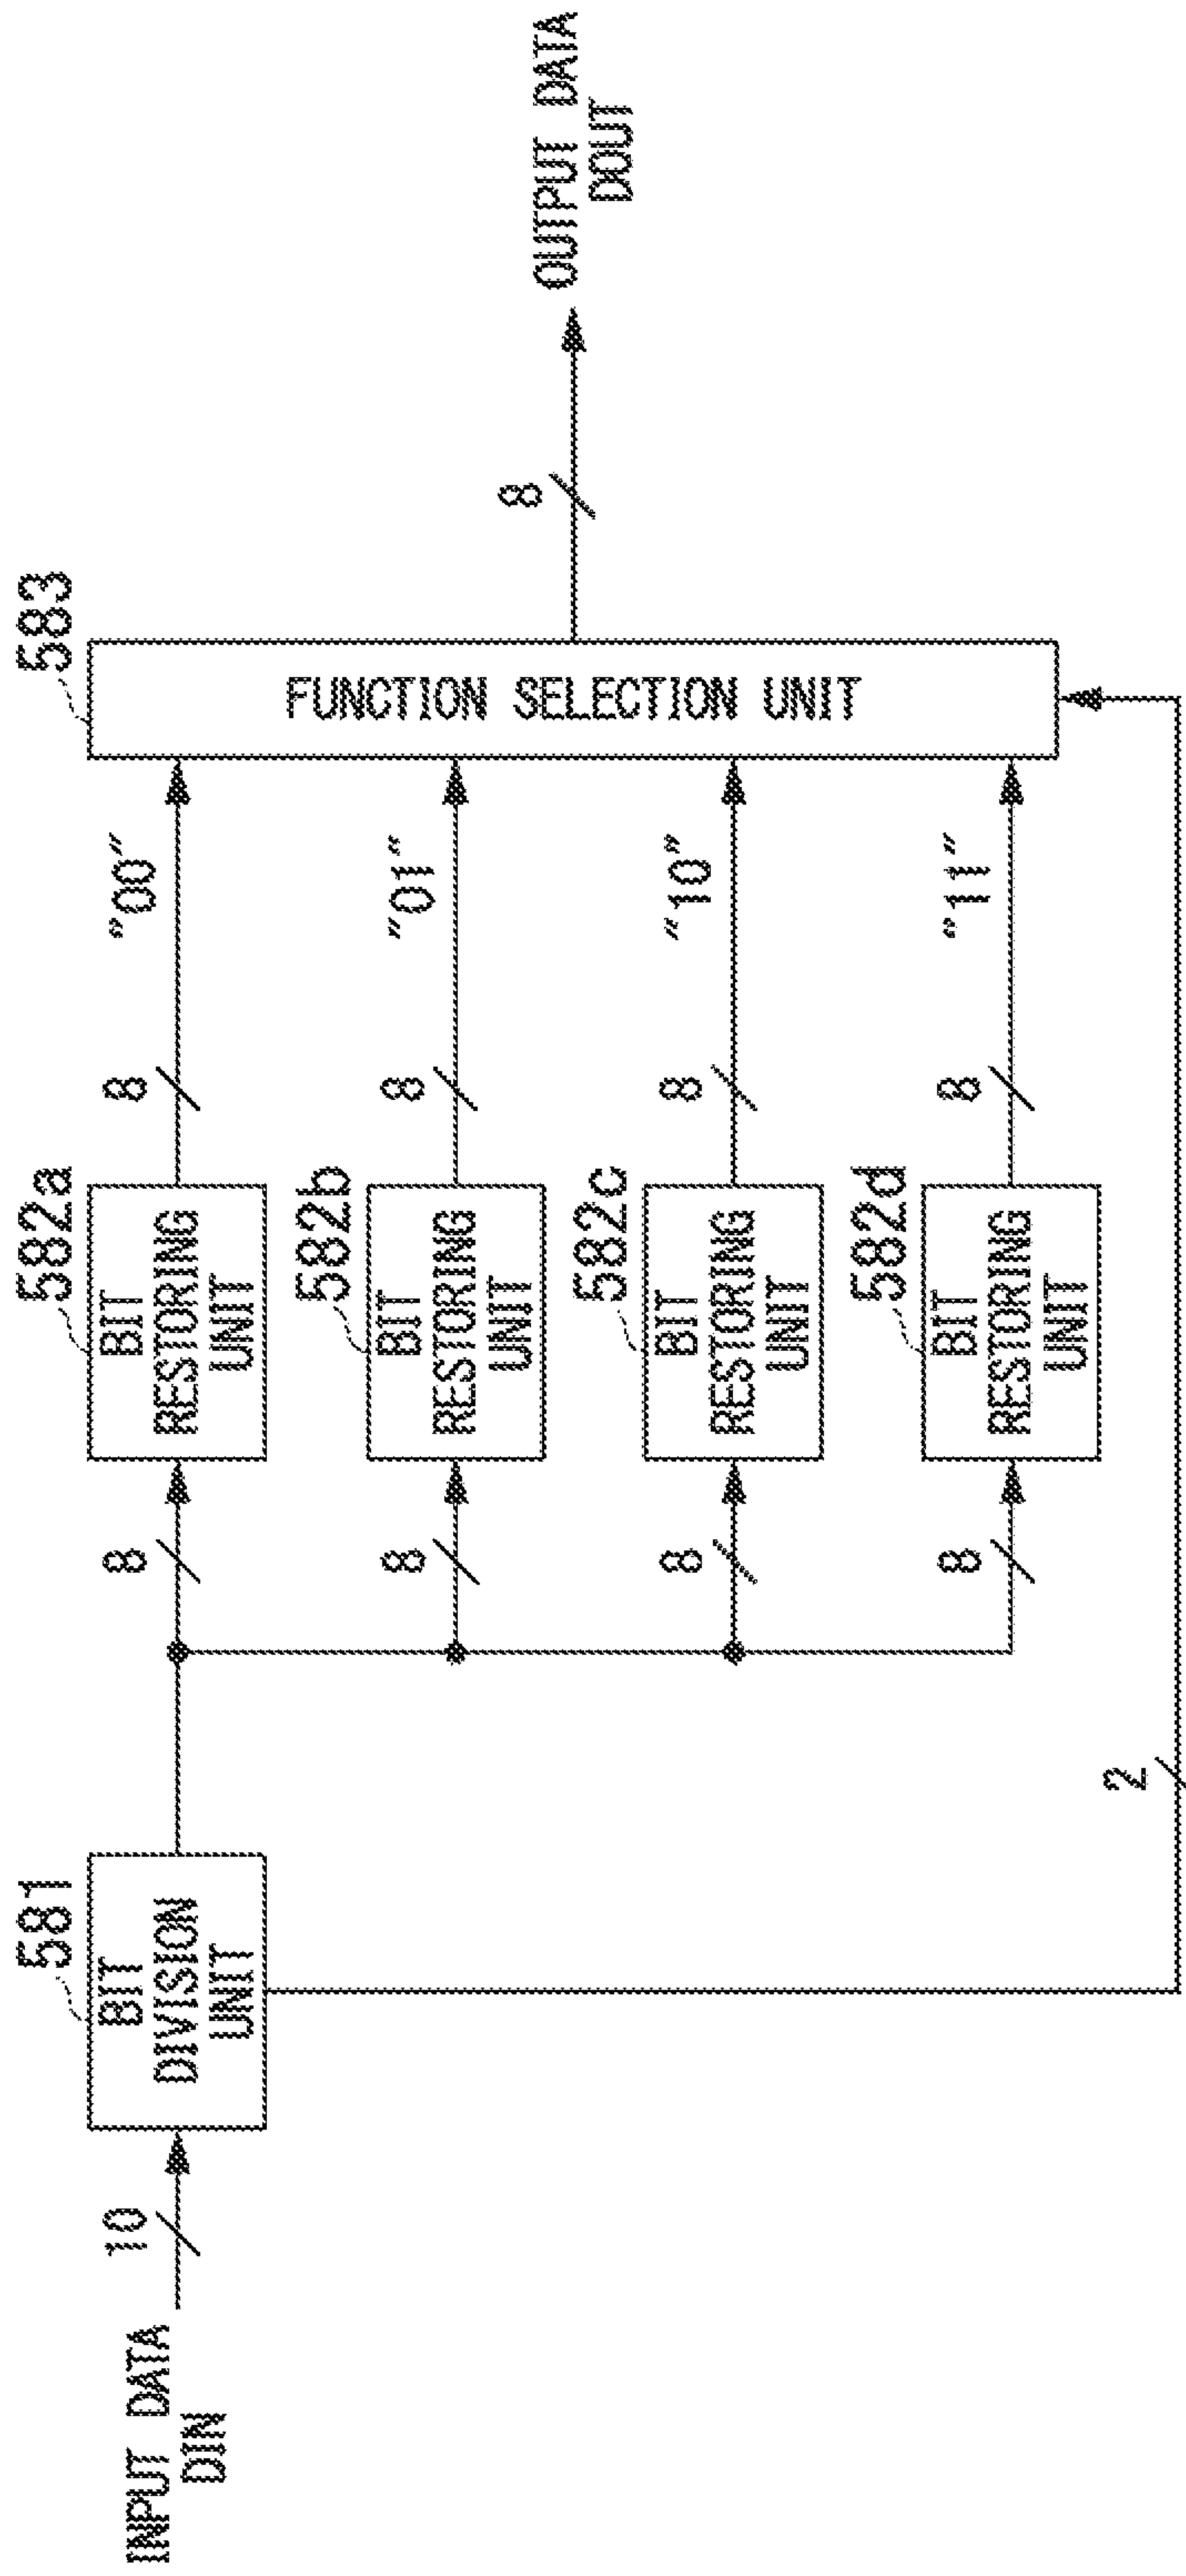 INPUT DATA
DIN
10
581
BIT
DIVISION
UNIT
8
8
8
8
2
582a
BIT
RESTORING
UNIT
582b
BIT
RESTORING
UNIT
582c
BIT
RESTORING
UNIT
582d
BIT
RESTORING
UNIT
8
"00"
8
"01"
8
"10"
8
"11"
583
FUNCTION SELECTION UNIT
8
OUTPUT DATA
DOUT